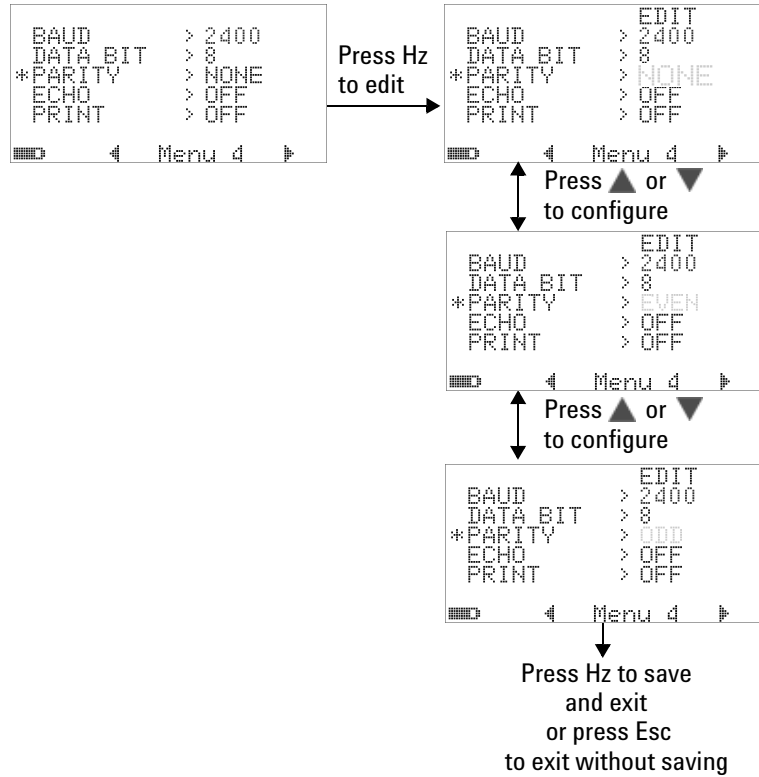 BAUD > 2400
DATA BIT > 8
*PARITY > NONE
ECHO > OFF
PRINT > OFF
Menu 4
Press Hz
to edit
EDIT
BAUD > 2400
DATA BIT > 8
*PARITY > NONE
ECHO > OFF
PRINT > OFF
Menu 4
Press ▲ or ▼
to configure
EDIT
BAUD > 2400
DATA BIT > 8
*PARITY > EVEN
ECHO > OFF
PRINT > OFF
Menu 4
Press ▲ or ▼
to configure
EDIT
BAUD > 2400
DATA BIT > 8
*PARITY > ODD
ECHO > OFF
PRINT > OFF
Menu 4
Press Hz to save
and exit
or press Esc
to exit without saving